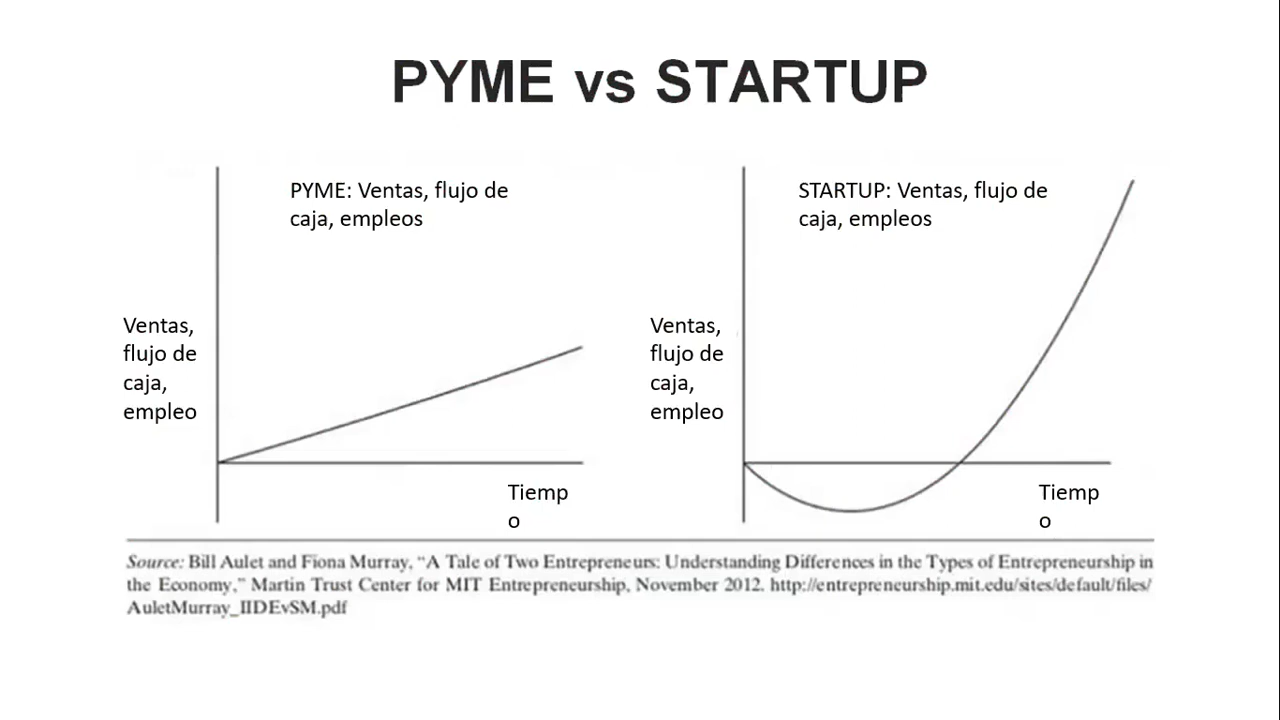 PYME vs STARTUP
PYME: Ventas, flujo de
caja, empleos
Ventas,
flujo de
caja,
empleo
Tiemp
o
STARTUP: Ventas, flujo de
caja, empleos
Ventas,
flujo de
caja,
empleo
Tiemp
o
Source: Bill Aulet and Fiona Murray, “A Tale of Two Entrepreneurs: Understanding Differences in the Types of Entrepreneurship in
the Economy,” Martin Trust Center for MIT Entrepreneurship, November 2012. http://entrepreneurship.mit.edu/sites/default/files/
AuletMurray_IIDEvSM.pdf